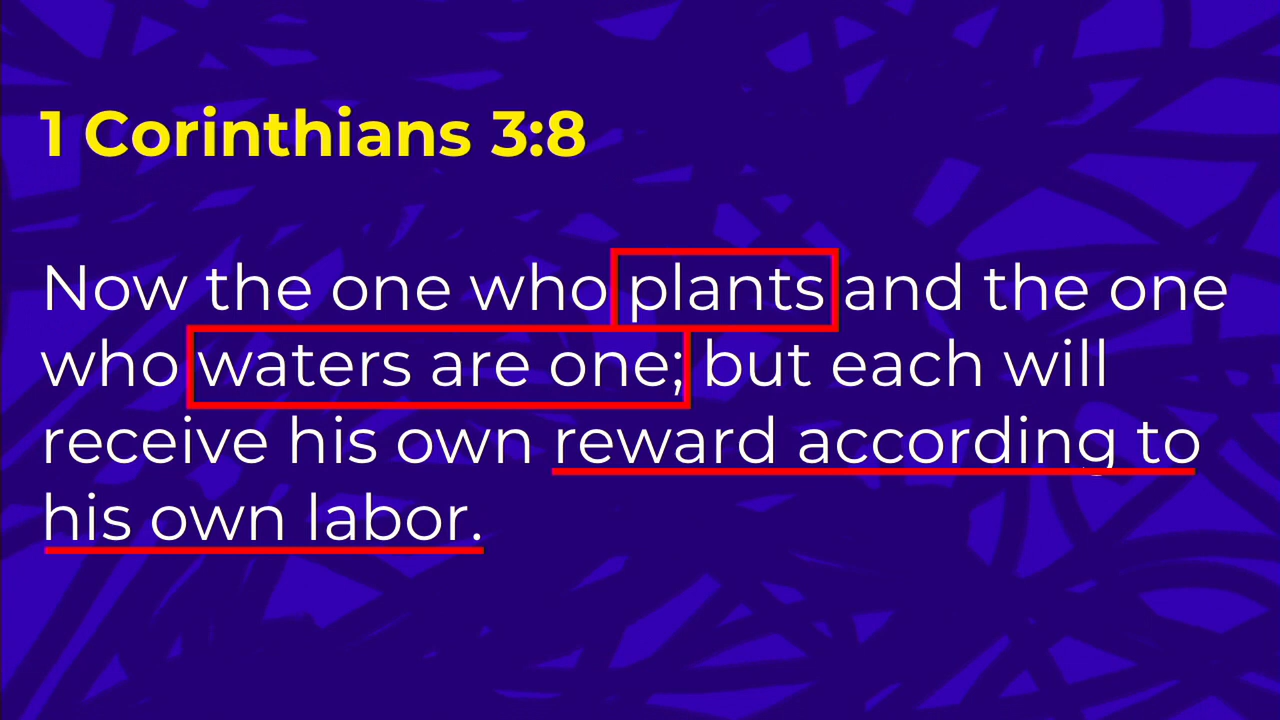 1 Corinthians 3:8
Now the one who plants and the one
who waters are one; but each will
receive his own reward according to
his own labor.